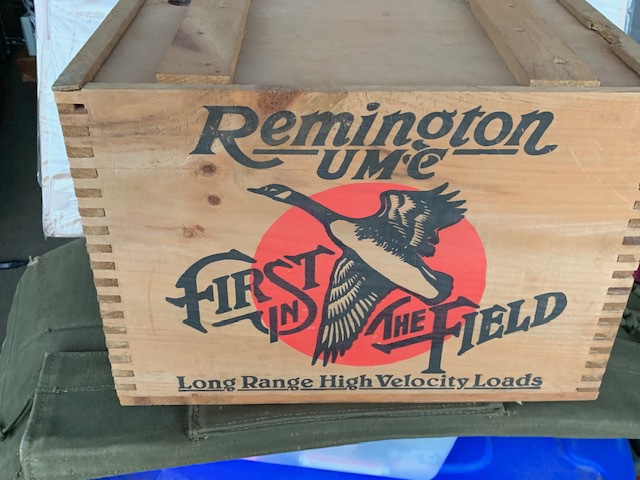 Remington
UMC
First
in
The Field
Long Range High Velocity Loads